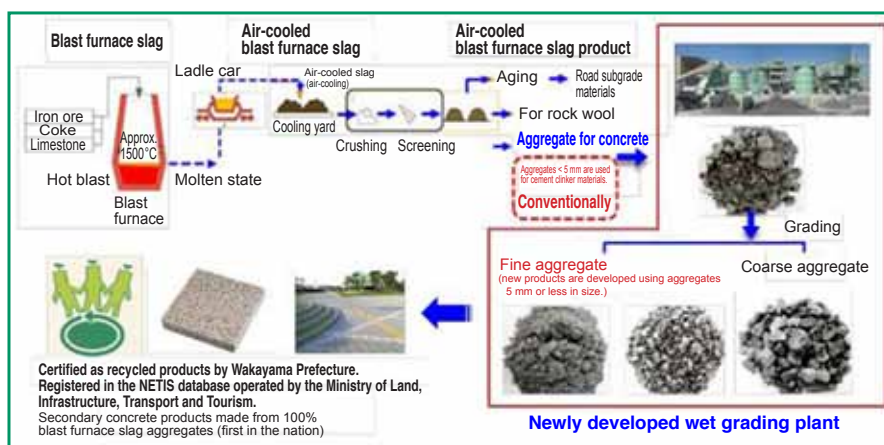 Blast furnace slag
Air-cooled
blast furnace slag
Air-cooled
blast furnace slag product
Ladle car
Air-cooled slag
(air-cooling)
Aging
Road subgrade
materials
Iron ore
Coke
Limestone
Approx.
1500°C
Cooling yard
For rock wool
Crushing
Screening
Aggregate for concrete
Hot blast
Molten state
Blast
furnace
Aggregates < 5 mm are used
for cement clinker materials.
Conventionally
Grading
Fine aggregate
(new products are developed using aggregates
5 mm or less in size.)
Coarse aggregate
Certified as recycled products by Wakayama Prefecture.
Registered in the NETIS database operated by the Ministry of Land,
Infrastructure, Transport and Tourism.
Secondary concrete products made from 100%
blast furnace slag aggregates (first in the nation)
Newly developed wet grading plant